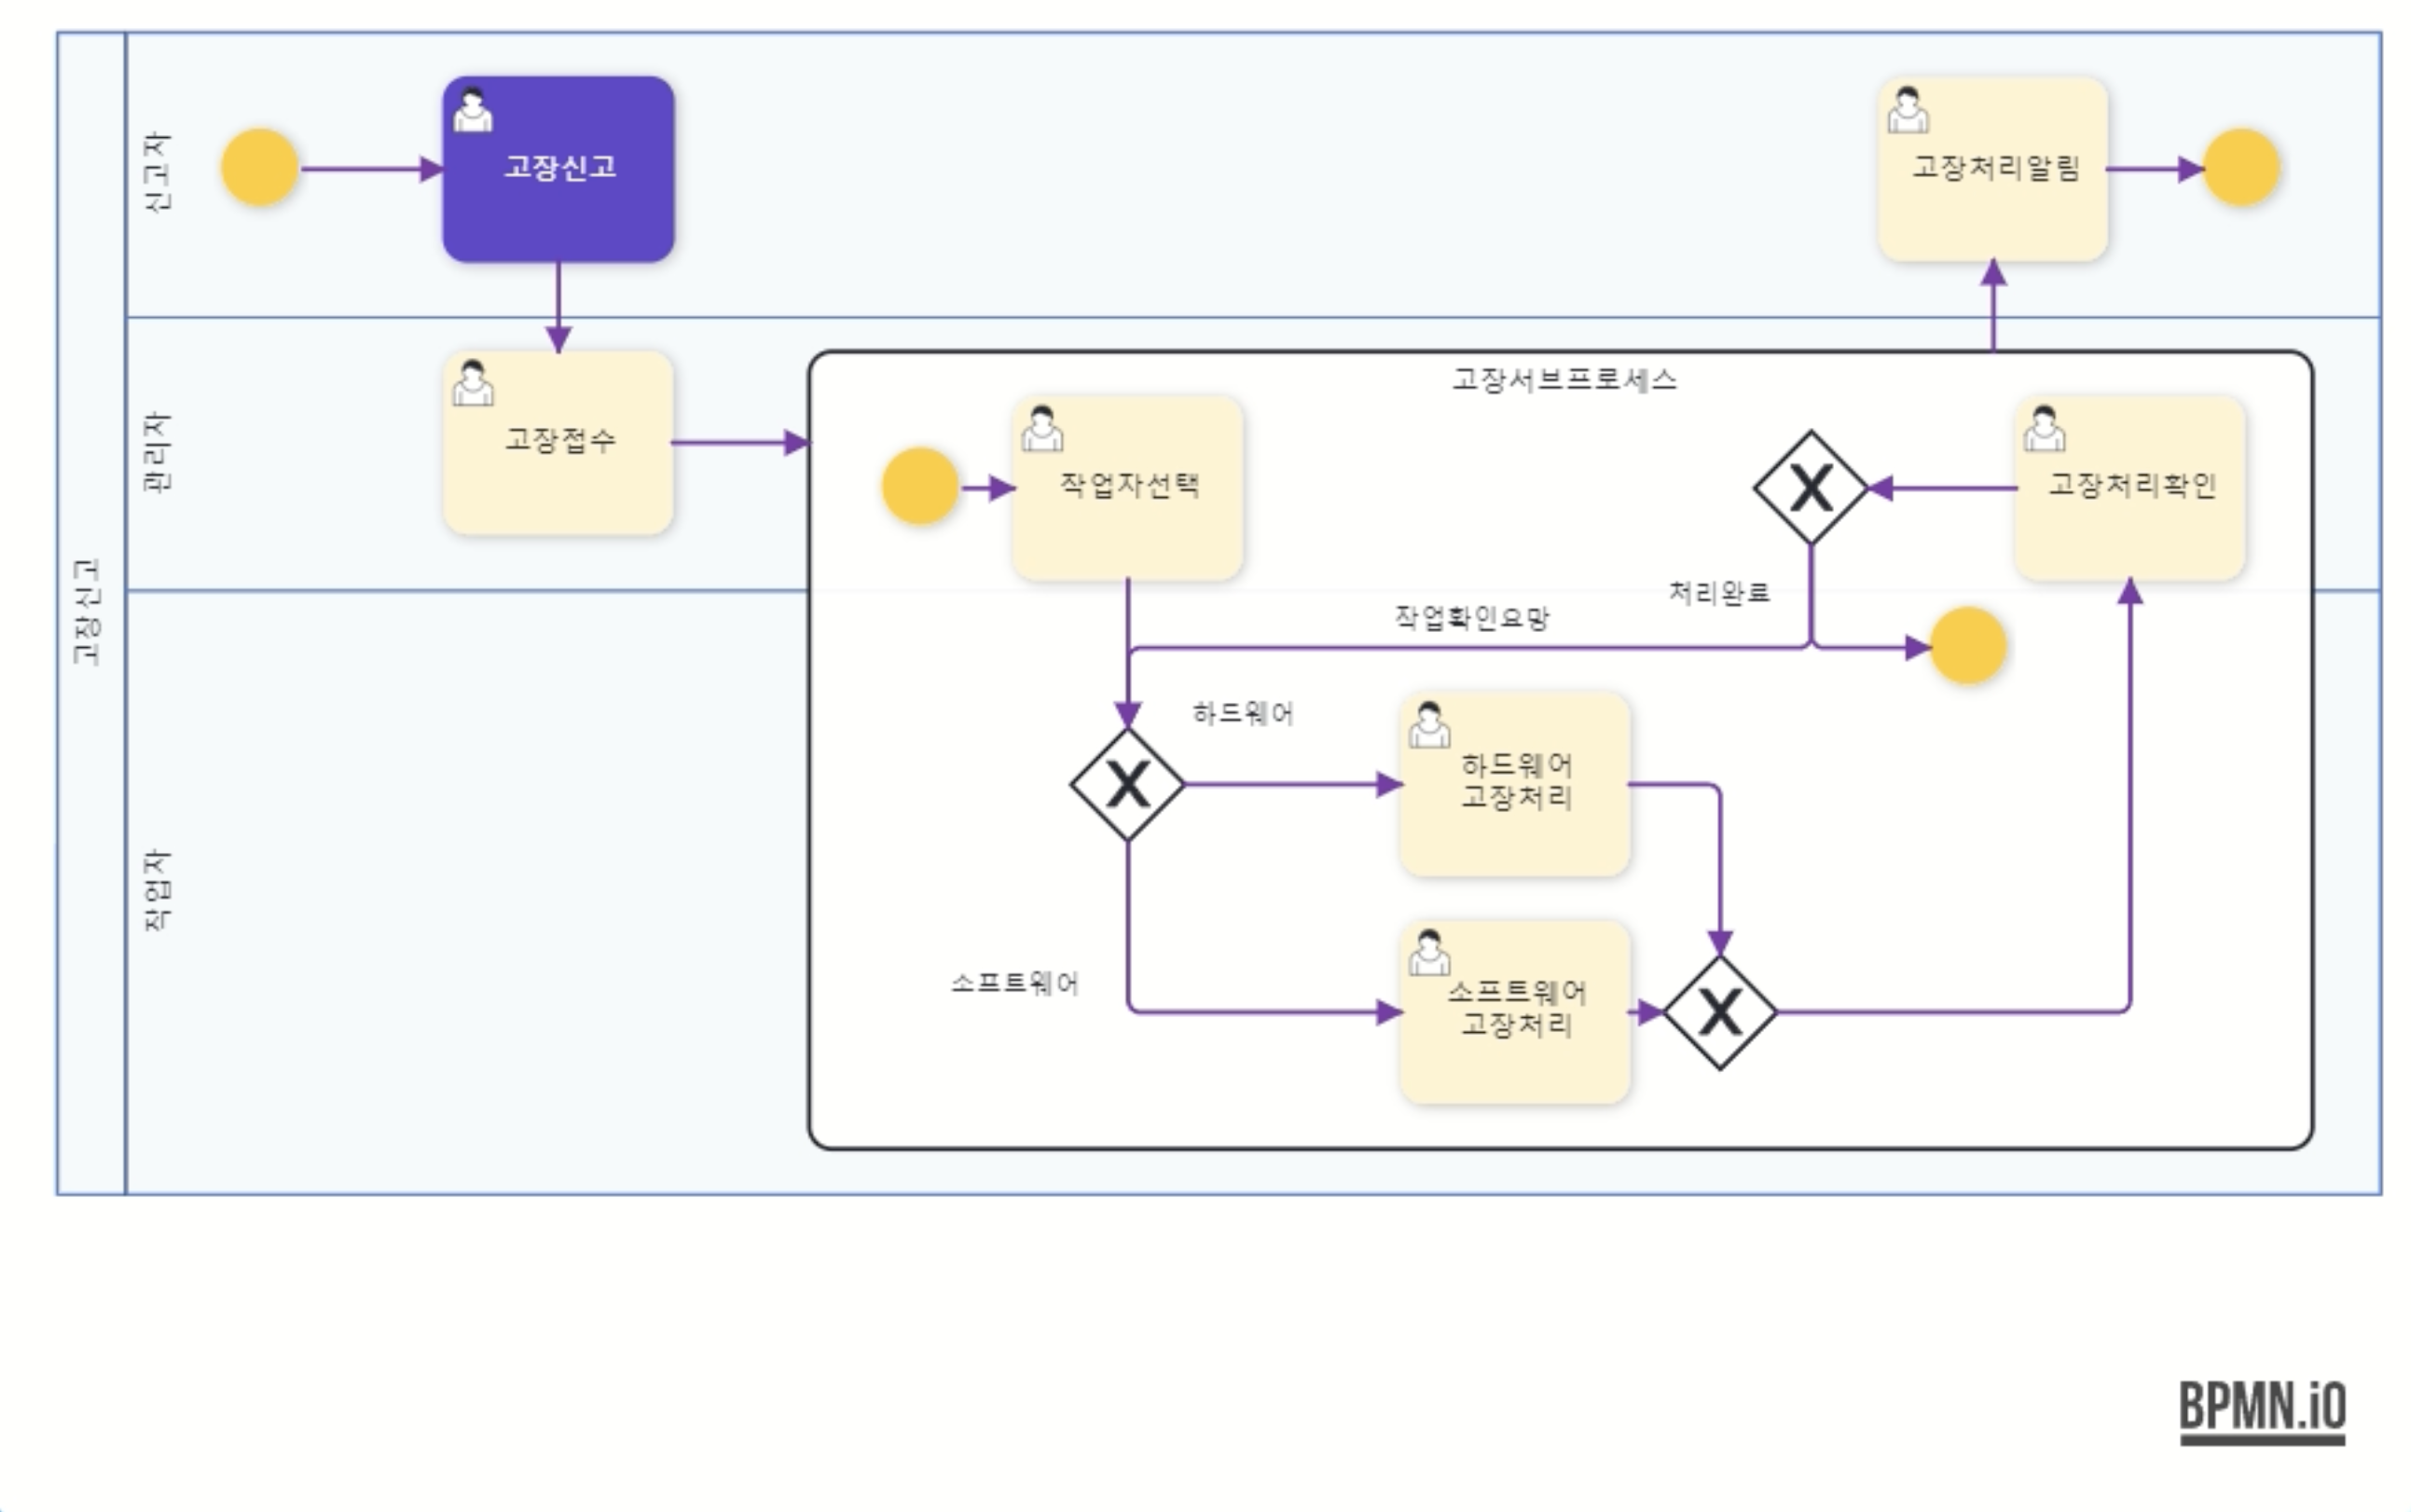 고장신고
신고자
고장신고
고장처리알림
관리자
고장접수
고장서브프로세스
작업자선택
고장처리확인
처리완료
작업확인요망
작업자
하드웨어
하드웨어
고장처리
소프트웨어
소프트웨어
고장처리
BPMN.iO